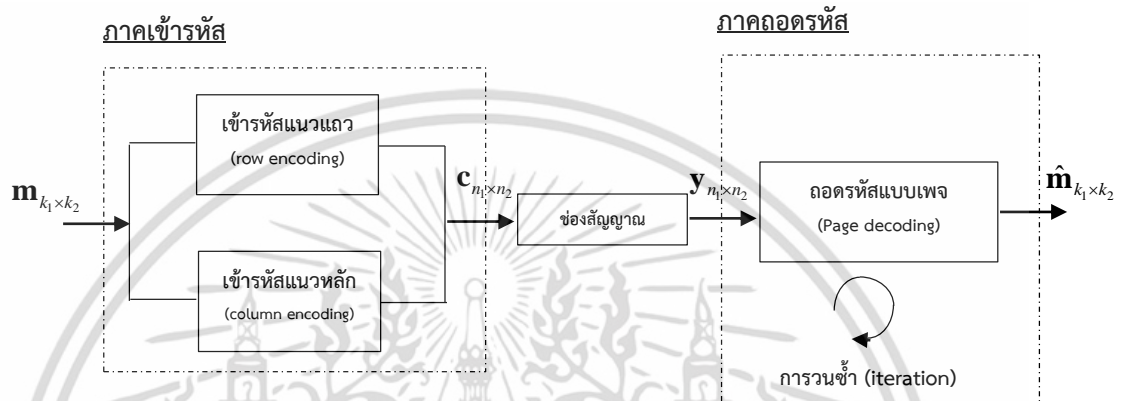 ภาคเข้ารหัส
ภาคถอดรหัส
เข้ารหัสแนวแถว
(row encoding)
𝐦_{k₁×k₂}
𝐜_{n₁×n₂}
ช่องสัญญาณ
𝐲_{n₁×n₂}
ถอดรหัสแบบเพจ
(Page decoding)
𝐦̂_{k₁×k₂}
เข้ารหัสแนวหลัก
(column encoding)
การวนซ้ำ (iteration)